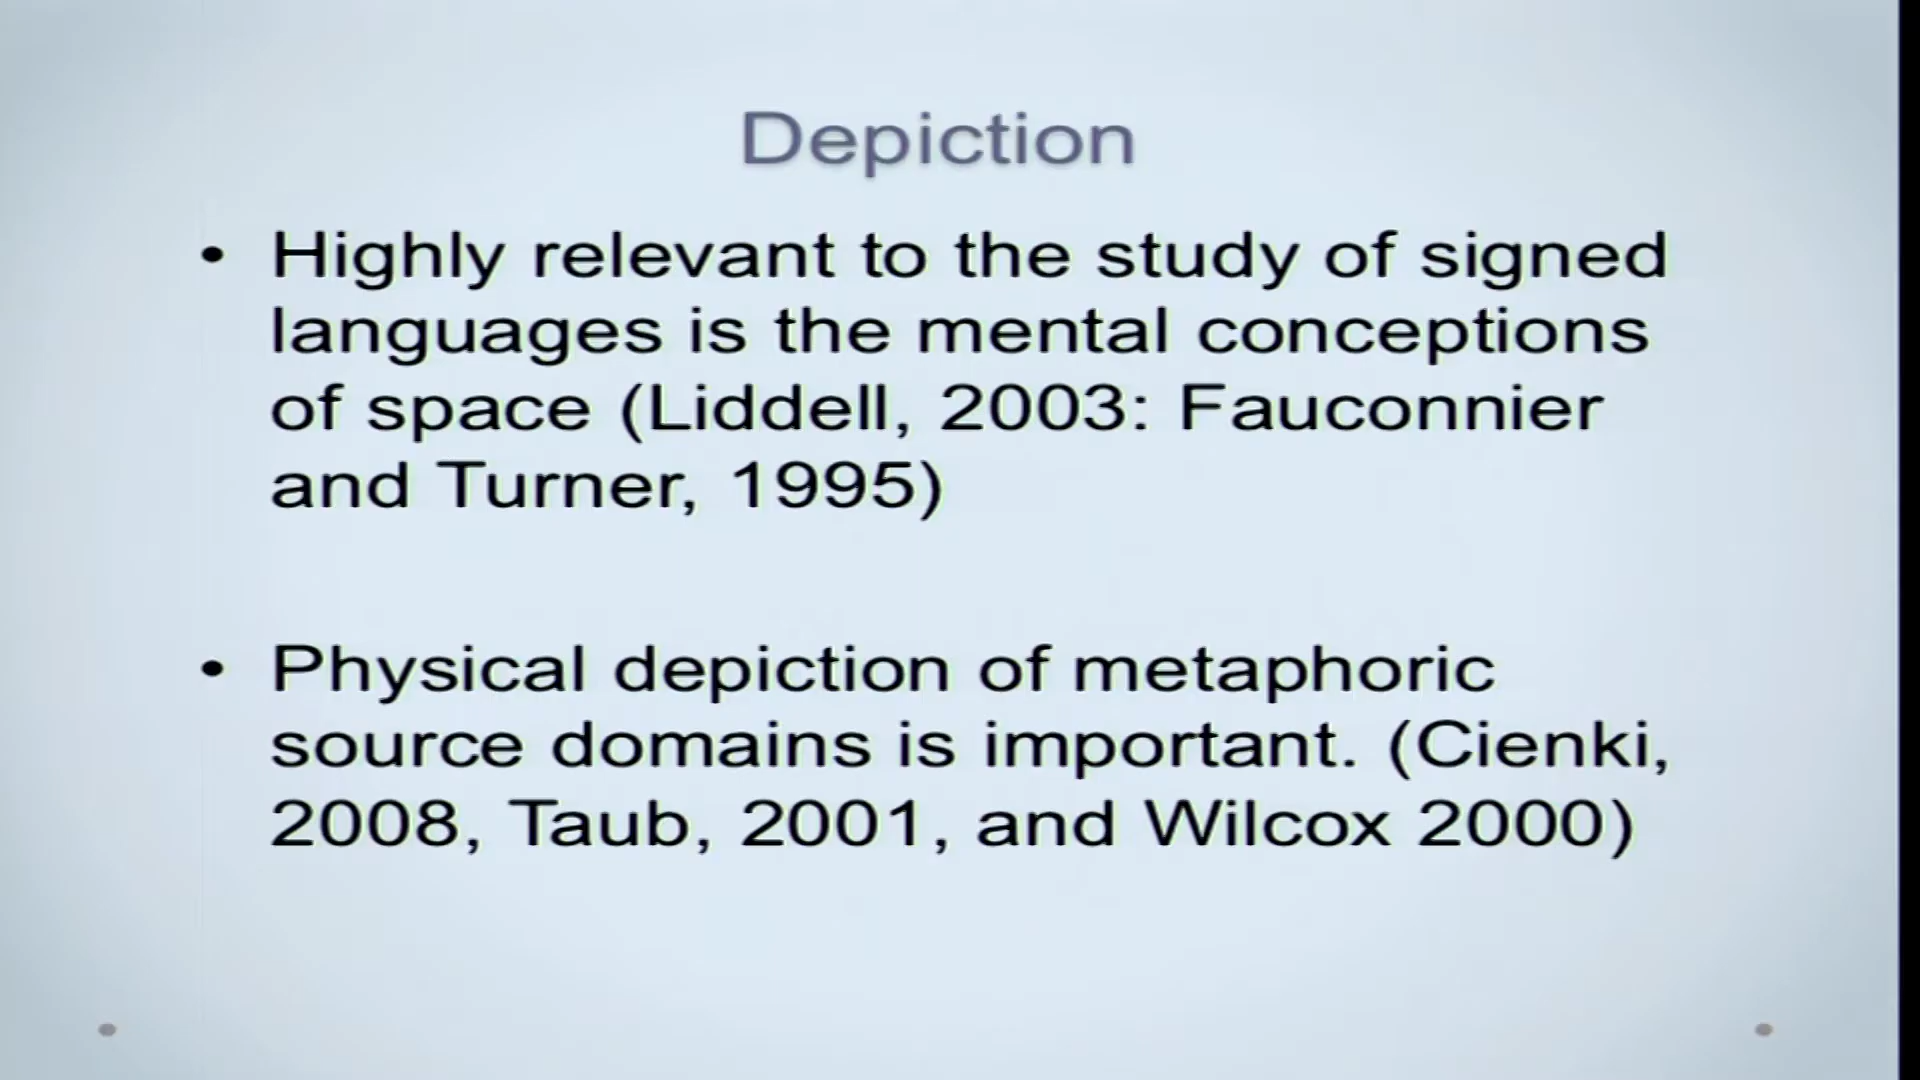 Depiction
• Highly relevant to the study of signed
languages is the mental conceptions
of space (Liddell, 2003: Fauconnier
and Turner, 1995)
• Physical depiction of metaphoric
source domains is important. (Cienki,
2008, Taub, 2001, and Wilcox 2000)